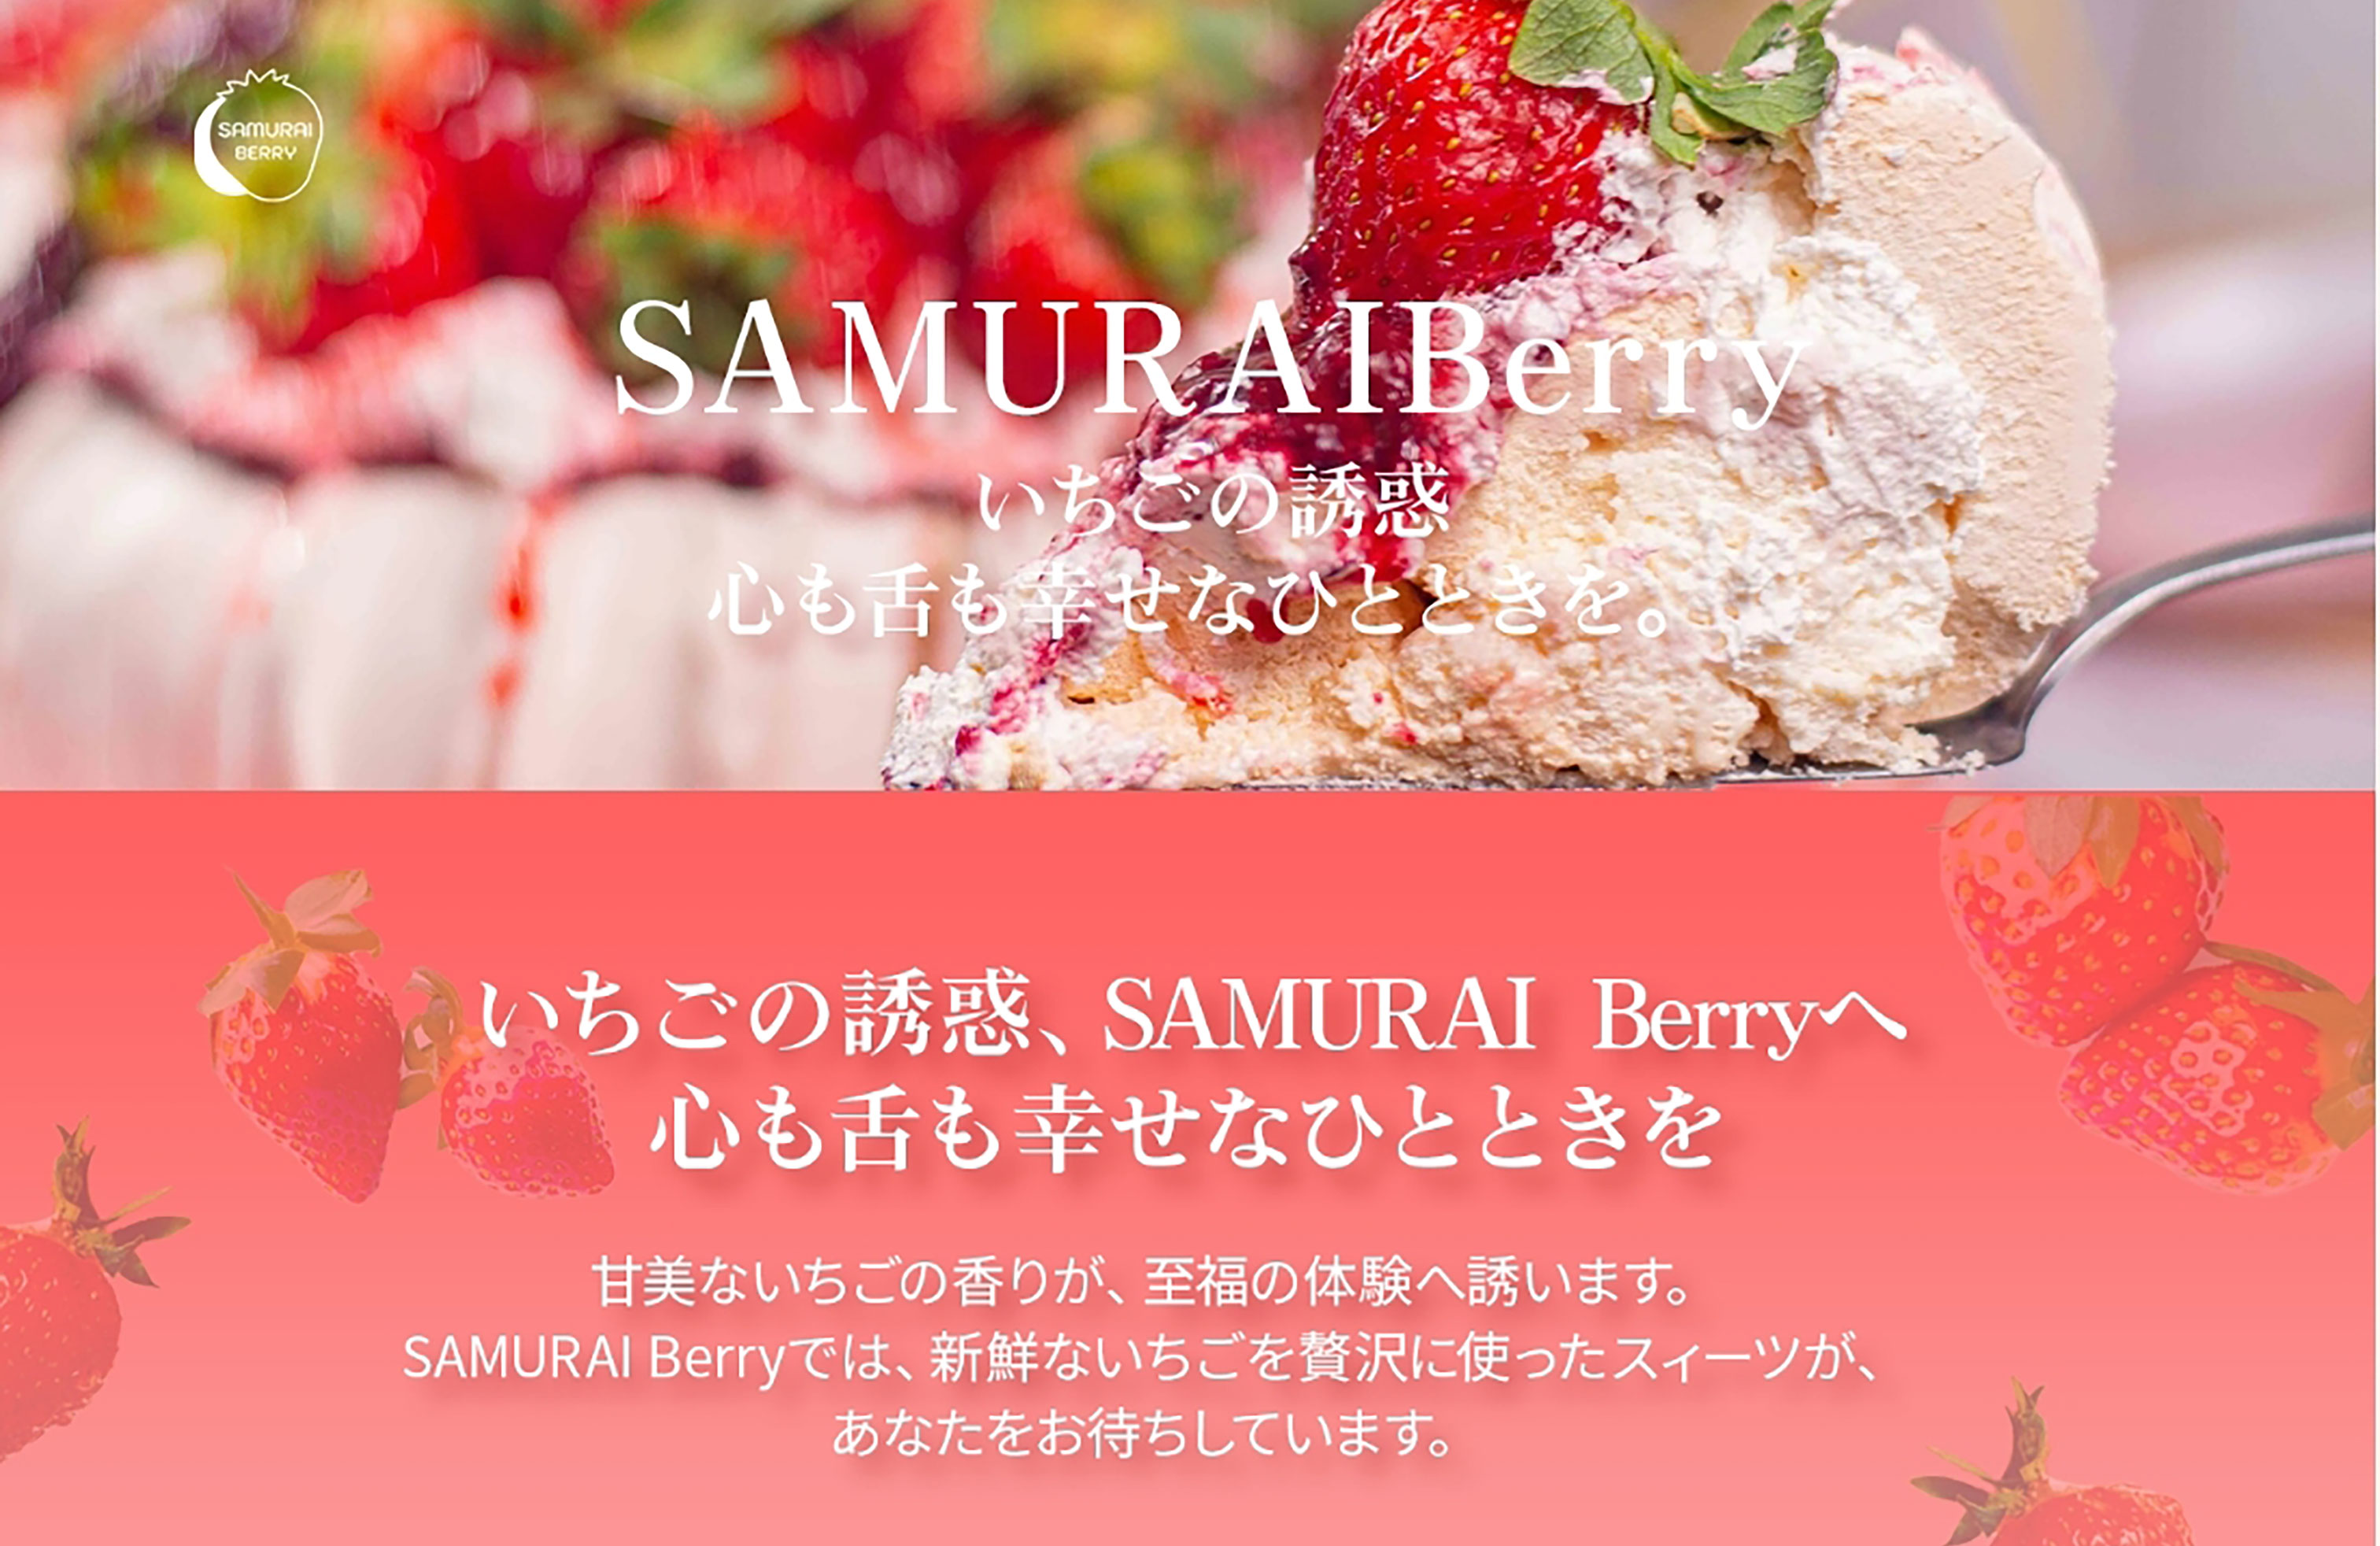 SAMURAI
BERRY
SAMURAIBerry
いちごの誘惑
心も舌も幸せなひとときを。
いちごの誘惑、SAMURAI Berryへ
心も舌も幸せなひとときを
甘美ないちごの香りが、至福の体験へ誘います。
SAMURAI Berryでは、新鮮ないちごを贅沢に使ったスィーツが、
あなたをお待ちしています。